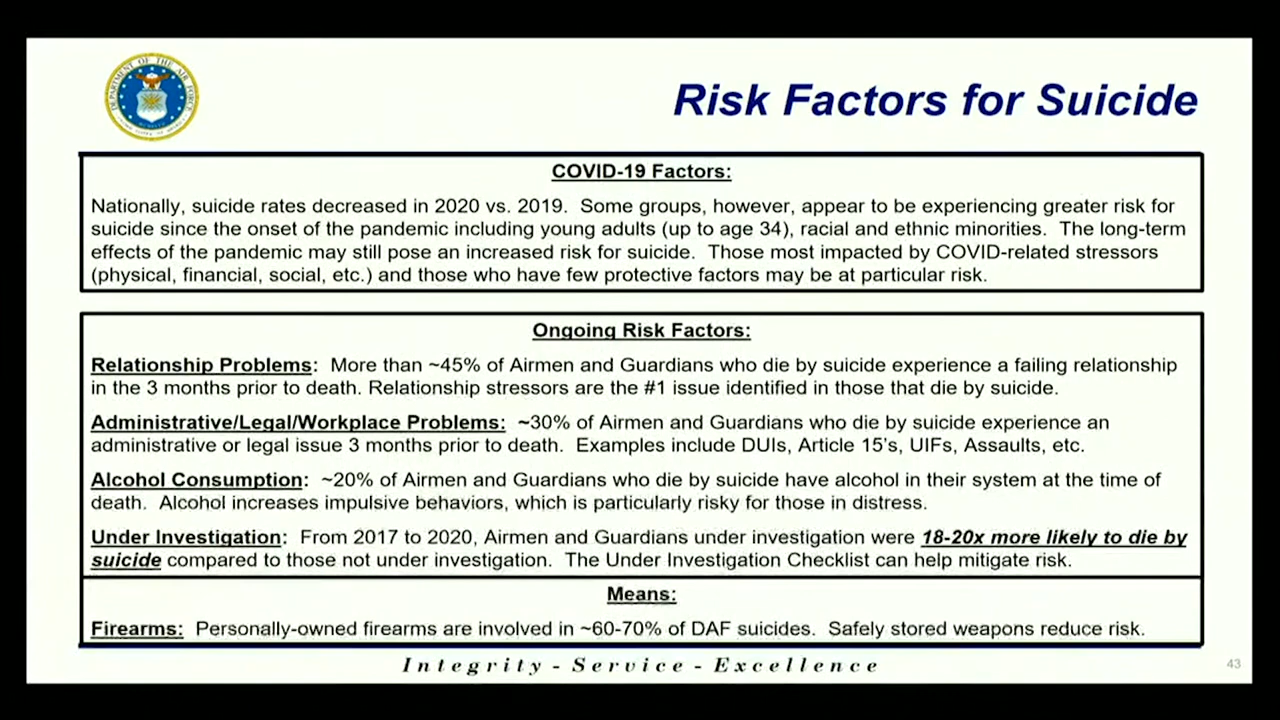 DEPARTMENT OF THE AIR FORCE
Risk Factors for Suicide
COVID-19 Factors:
Nationally, suicide rates decreased in 2020 vs. 2019. Some groups, however, appear to be experiencing greater risk for
suicide since the onset of the pandemic including young adults (up to age 34), racial and ethnic minorities. The long-term
effects of the pandemic may still pose an increased risk for suicide. Those most impacted by COVID-related stressors
(physical, financial, social, etc.) and those who have few protective factors may be at particular risk.
Ongoing Risk Factors:
Relationship Problems: More than ~45% of Airmen and Guardians who die by suicide experience a failing relationship
in the 3 months prior to death. Relationship stressors are the #1 issue identified in those that die by suicide.
Administrative/Legal/Workplace Problems: ~30% of Airmen and Guardians who die by suicide experience an
administrative or legal issue 3 months prior to death. Examples include DUIs, Article 15's, UIFs, Assaults, etc.
Alcohol Consumption: ~20% of Airmen and Guardians who die by suicide have alcohol in their system at the time of
death. Alcohol increases impulsive behaviors, which is particularly risky for those in distress.
Under Investigation: From 2017 to 2020, Airmen and Guardians under investigation were 18-20x more likely to die by
suicide compared to those not under investigation. The Under Investigation Checklist can help mitigate risk.
Means:
Firearms: Personally-owned firearms are involved in ~60-70% of DAF suicides. Safely stored weapons reduce risk.
Integrity - Service - Excellence
43